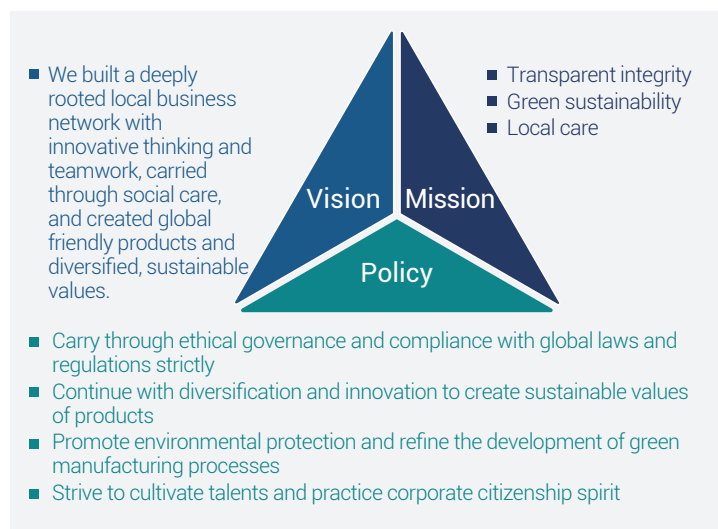 We built a deeply
rooted local business
network with
innovative thinking and
teamwork, carried
through social care,
and created global
friendly products and
diversified, sustainable
values.
Transparent integrity
Green sustainability
Local care
Vision
Mission
Policy
Carry through ethical governance and compliance with global laws and
regulations strictly
Continue with diversification and innovation to create sustainable values
of products
Promote environmental protection and refine the development of green
manufacturing processes
Strive to cultivate talents and practice corporate citizenship spirit